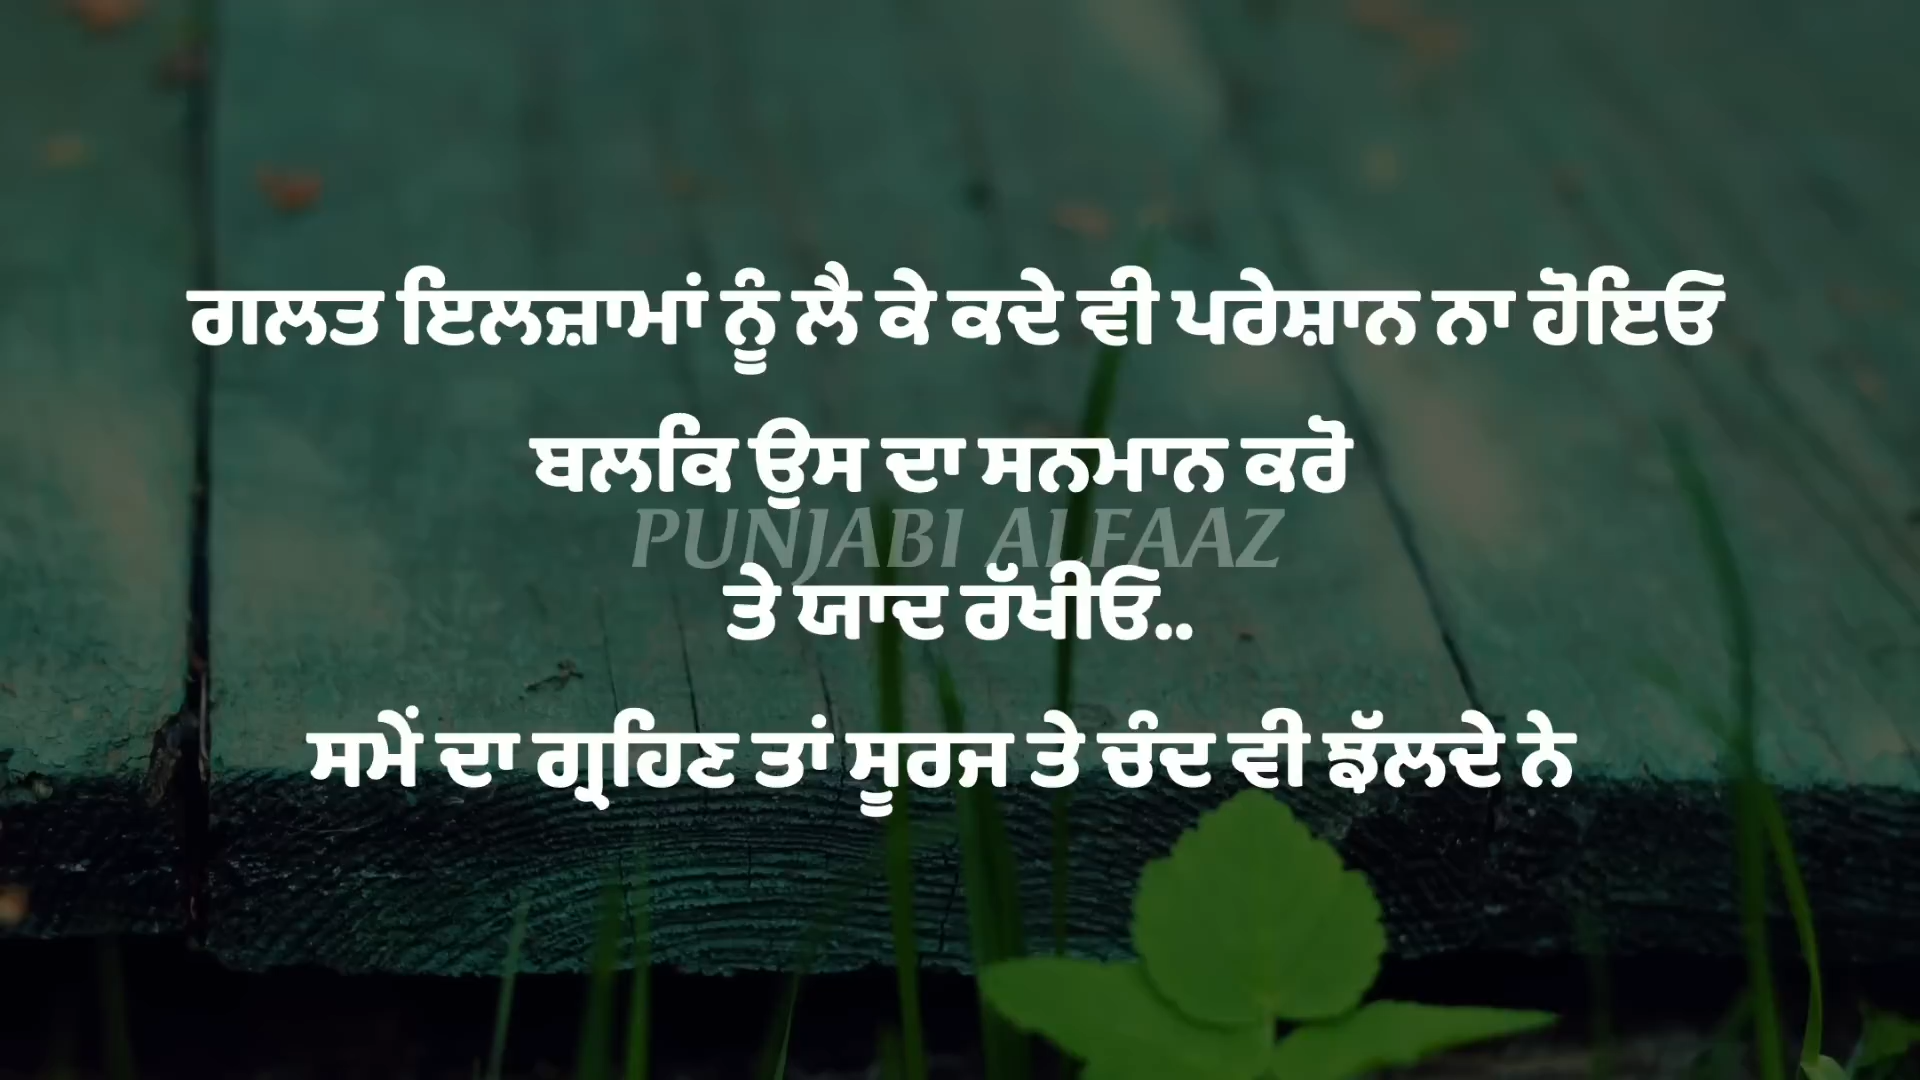 ਗਲਤ ਇਲਜ਼ਾਮਾਂ ਨੂੰ ਲੈ ਕੇ ਕਦੇ ਵੀ ਪਰੇਸ਼ਾਨ ਨਾ ਹੋਇਓ
ਬਲਕਿ ਉਸ ਦਾ ਸਨਮਾਨ ਕਰੋ
PUNJABI ALFAAZ
ਤੇ ਯਾਦ ਰੱਖੀਓ..
ਸਮੇਂ ਦਾ ਗ੍ਰਹਿਣ ਤਾਂ ਸੂਰਜ ਤੇ ਚੰਦ ਵੀ ਝੱਲਦੇ ਨੇ